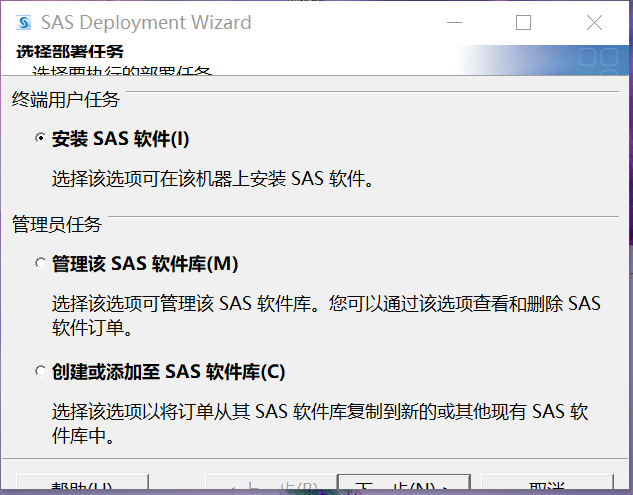 SAS Deployment Wizard
选择部署任务
选择要执行的部署任务
终端用户任务
安装 SAS 软件(I)
选择该选项可在该机器上安装 SAS 软件。
管理员任务
管理该 SAS 软件库(M)
选择该选项可管理该 SAS 软件库。您可以通过该选项查看和删除 SAS
软件订单。
创建或添加至 SAS 软件库(C)
选择该选项以将订单从其 SAS 软件库复制到新的或其他现有 SAS 软
件库中。
帮助(H) < 上一步(B) 下一步(N) > 取消